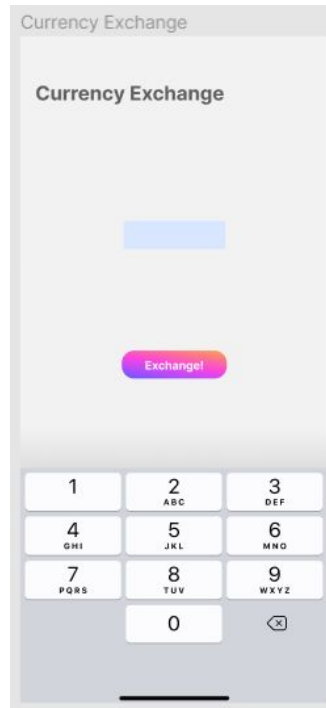 Currency Exchange
Currency Exchange
Exchange!
1 2 3
ABC DEF
4 5 6
GHI JKL MNO
7 8 9
PQRS TUV WXYZ
0